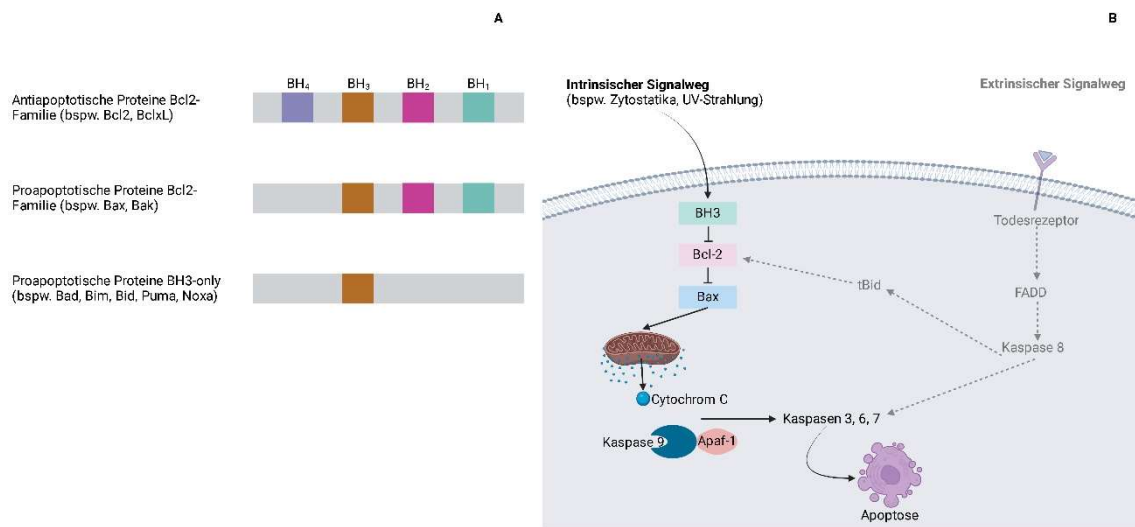 A
BH₄ BH₃ BH₂ BH₁
Antiapoptotische Proteine Bcl2-
Familie (bspw. Bcl2, BclxL)
Proapoptotische Proteine Bcl2-
Familie (bspw. Bax, Bak)
Proapoptotische Proteine BH3-only
(bspw. Bad, Bim, Bid, Puma, Noxa)
B
Intrinsischer Signalweg
(bspw. Zytostatika, UV-Strahlung)
Extrinsischer Signalweg
BH3
Bcl-2
Bax
Cytochrom C
Kaspase 9
Apaf-1
Todesrezeptor
FADD
tBid
Kaspase 8
Kaspasen 3, 6, 7
Apoptose